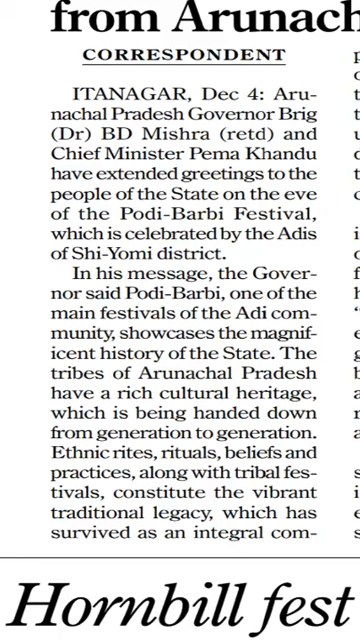 from Arunach
CORRESPONDENT
ITANAGAR, Dec 4: Aru-
nachal Pradesh Governor Brig
(Dr) BD Mishra (retd) and
Chief Minister Pema Khandu
have extended greetings to the
people of the State on the eve
of the Podi-Barbi Festival,
which is celebrated by the Adis
of Shi-Yomi district.
In his message, the Gover-
nor said Podi-Barbi, one of the
main festivals of the Adi com-
munity, showcases the magnif-
icent history of the State. The
tribes of Arunachal Pradesh
have a rich cultural heritage,
which is being handed down
from generation to generation.
Ethnic rites, rituals, beliefs and
practices, along with tribal fes-
tivals, constitute the vibrant
traditional legacy, which has
survived as an integral com-
Hornbill fest